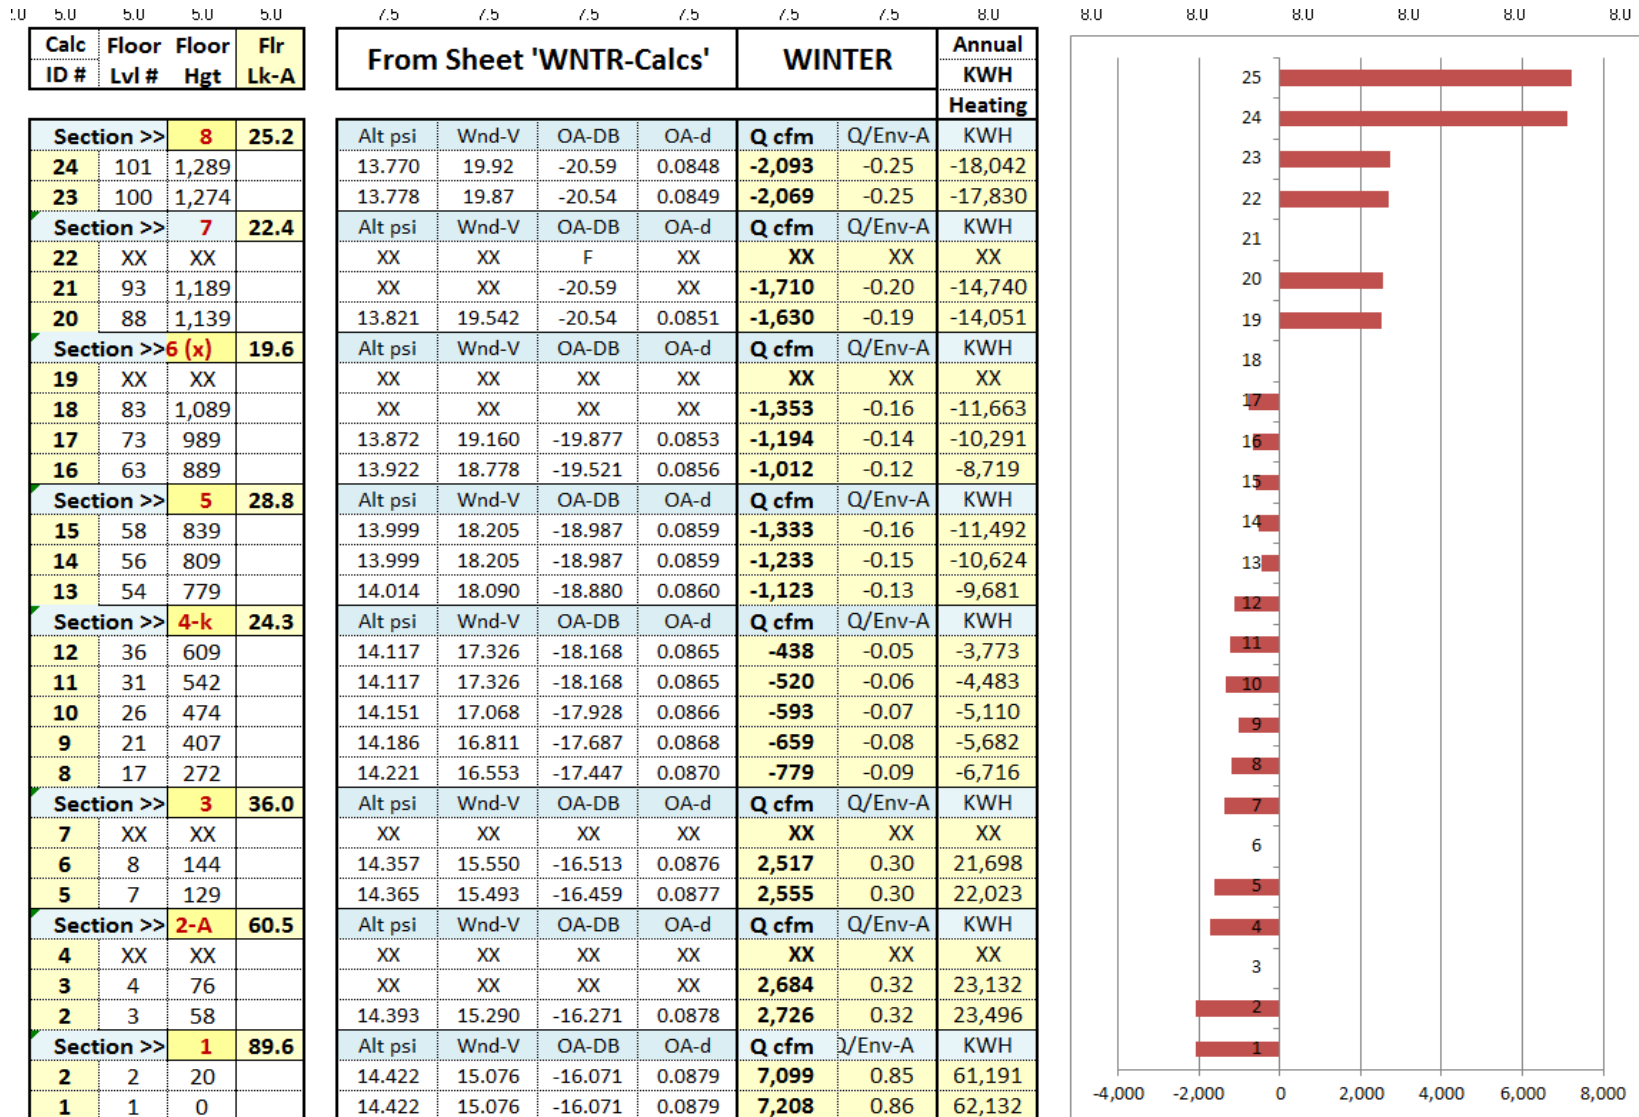 5.0 5.0 5.0 5.0 7.5 7.5 7.5 7.5 7.5 7.5 8.0 8.0 8.0 8.0 8.0 8.0 8.0
Calc Floor Floor Flr From Sheet 'WNTR-Calcs' WINTER Annual
ID # Lvl # Hgt Lk-A KWH
Heating
Section >> 8 25.2 Alt psi Wnd-V OA-DB OA-d Q cfm Q/Env-A KWH
24 101 1,289 13.770 19.92 -20.59 0.0848 -2,093 -0.25 -18,042
23 100 1,274 13.778 19.87 -20.54 0.0849 -2,069 -0.25 -17,830
Section >> 7 22.4 Alt psi Wnd-V OA-DB OA-d Q cfm Q/Env-A KWH
22 XX XX XX XX F XX XX XX XX
21 93 1,189 XX XX -20.59 XX -1,710 -0.20 -14,740
20 88 1,139 13.821 19.542 -20.54 0.0851 -1,630 -0.19 -14,051
Section >> 6 (x) 19.6 Alt psi Wnd-V OA-DB OA-d Q cfm Q/Env-A KWH
19 XX XX XX XX XX XX XX XX XX
18 83 1,089 XX XX XX XX -1,353 -0.16 -11,663
17 73 989 13.872 19.160 -19.877 0.0853 -1,194 -0.14 -10,291
16 63 889 13.922 18.778 -19.521 0.0856 -1,012 -0.12 -8,719
Section >> 5 28.8 Alt psi Wnd-V OA-DB OA-d Q cfm Q/Env-A KWH
15 58 839 13.999 18.205 -18.987 0.0859 -1,333 -0.16 -11,492
14 56 809 13.999 18.205 -18.987 0.0859 -1,233 -0.15 -10,624
13 54 779 14.014 18.090 -18.880 0.0860 -1,123 -0.13 -9,681
Section >> 4-k 24.3 Alt psi Wnd-V OA-DB OA-d Q cfm Q/Env-A KWH
12 36 609 14.117 17.326 -18.168 0.0865 -438 -0.05 -3,773
11 31 542 14.117 17.326 -18.168 0.0865 -520 -0.06 -4,483
10 26 474 14.151 17.068 -17.928 0.0866 -593 -0.07 -5,110
9 21 407 14.186 16.811 -17.687 0.0868 -659 -0.08 -5,682
8 17 272 14.221 16.553 -17.447 0.0870 -779 -0.09 -6,716
Section >> 3 36.0 Alt psi Wnd-V OA-DB OA-d Q cfm Q/Env-A KWH
7 XX XX XX XX XX XX XX XX XX
6 8 144 14.357 15.550 -16.513 0.0876 2,517 0.30 21,698
5 7 129 14.365 15.493 -16.459 0.0877 2,555 0.30 22,023
Section >> 2-A 60.5 Alt psi Wnd-V OA-DB OA-d Q cfm Q/Env-A KWH
4 XX XX XX XX XX XX XX XX XX
3 4 76 XX XX XX XX 2,684 0.32 23,132
2 3 58 14.393 15.290 -16.271 0.0878 2,726 0.32 23,496
Section >> 1 89.6 Alt psi Wnd-V OA-DB OA-d Q cfm Q/Env-A KWH
2 2 20 14.422 15.076 -16.071 0.0879 7,099 0.85 61,191
1 1 0 14.422 15.076 -16.071 0.0879 7,208 0.86 62,132
25
24
23
22
21
20
19
18
17
16
15
14
13
12
11
10
9
8
7
6
5
4
3
2
1
-4,000 -2,000 0 2,000 4,000 6,000 8,000